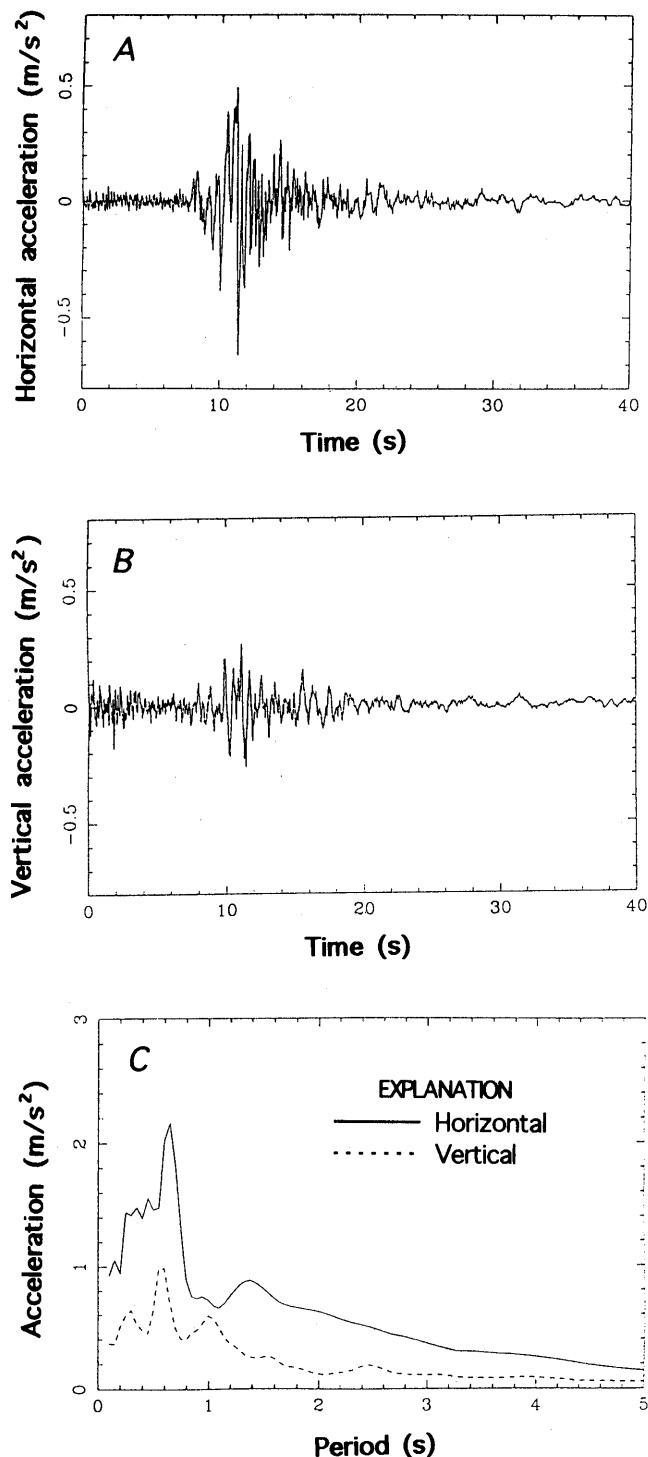 A
Horizontal acceleration (m/s²)
0.5
0
-0.5
0 10 20 30 40
Time (s)
B
Vertical acceleration (m/s²)
0.5
0
-0.5
0 10 20 30 40
Time (s)
C
Acceleration (m/s²)
3
2
1
0
EXPLANATION
Horizontal
Vertical
0 1 2 3 4 5
Period (s)